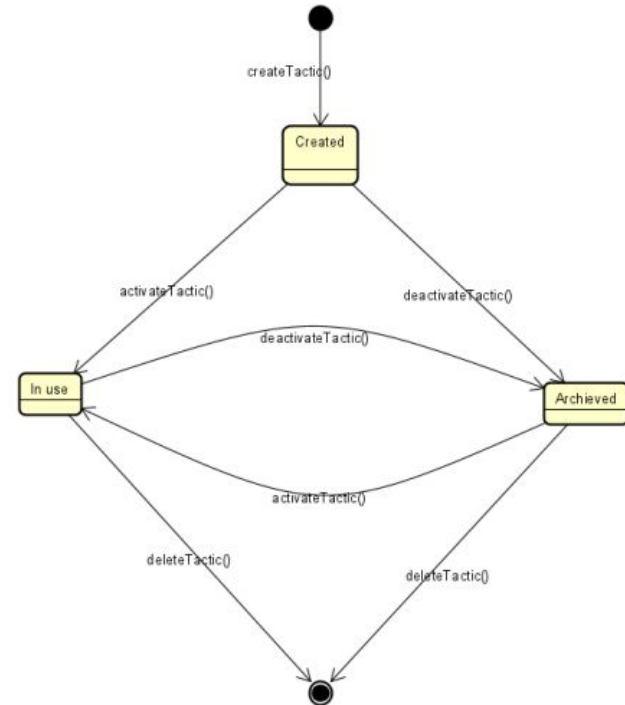 createTactic()
Created
activateTactic()
deactivateTactic()
deactivateTactic()
In use
Archieved
activateTactic()
deleteTactic()
deleteTactic()